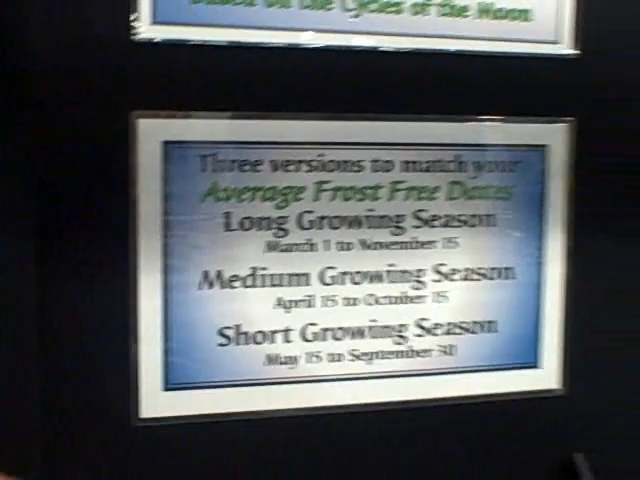 Based on the Cycles of the Moon
Three versions to match your
Average Frost Free Dates
Long Growing Season
March 1 to November 15
Medium Growing Season
April 15 to October 15
Short Growing Season
May 15 to September 30